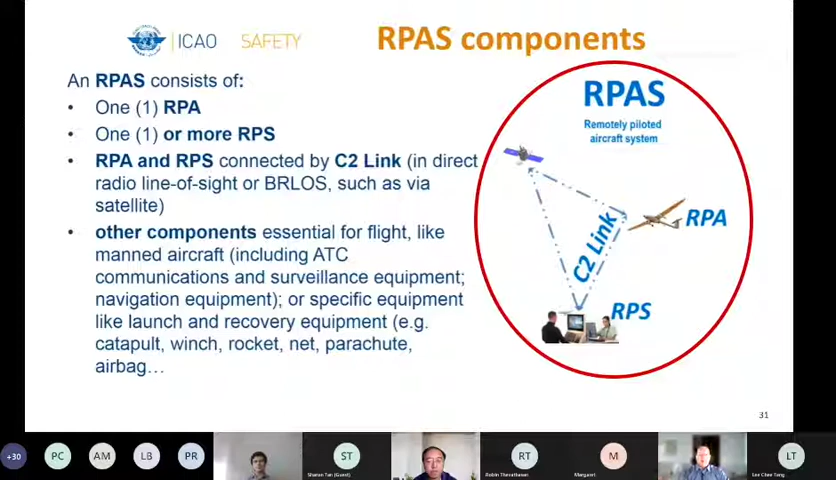 ICAO
SAFETY
RPAS components
An RPAS consists of:
• One (1) RPA
• One (1) or more RPS
• RPA and RPS connected by C2 Link (in direct
radio line-of-sight or BRLOS, such as via
satellite)
• other components essential for flight, like
manned aircraft (including ATC
communications and surveillance equipment;
navigation equipment); or specific equipment
like launch and recovery equipment (e.g.
catapult, winch, rocket, net, parachute,
airbag…
RPAS
Remotely piloted
aircraft system
RPA
C2 Link
RPS
31
+30
PC
AM
LB
PR
ST
Sharon Tan (Guest)
RT
M
Margaret
LT